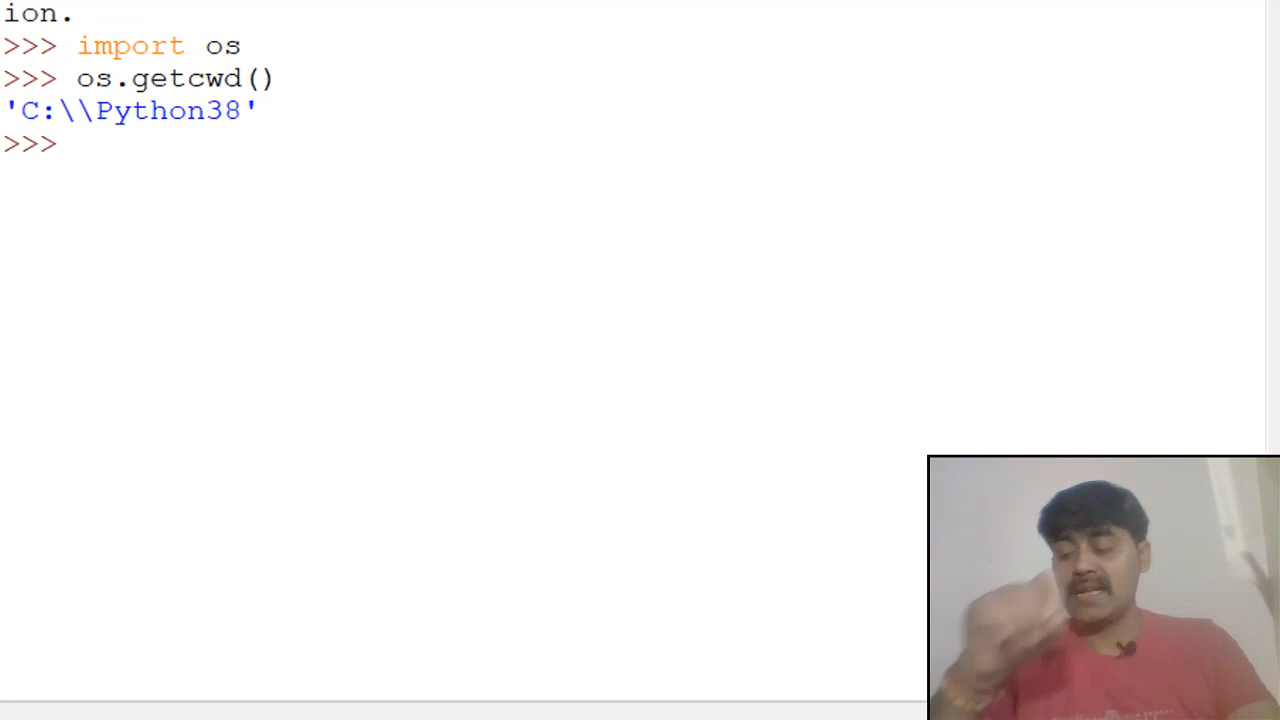 ion.
>>> import os
>>> os.getcwd()
'C:\\Python38'
>>>